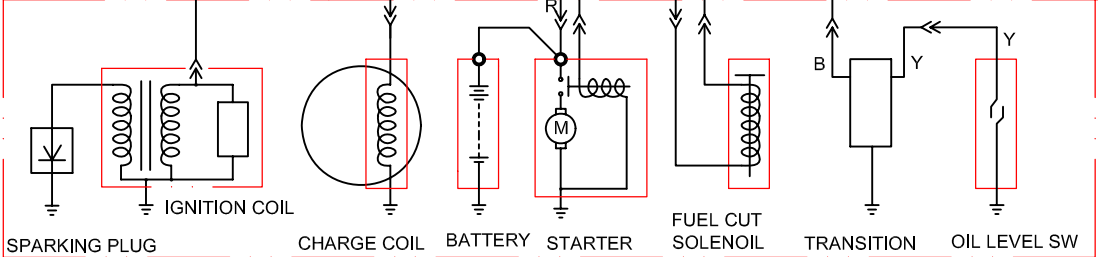 R
B
Y
Y
M
IGNITION COIL
SPARKING PLUG
CHARGE COIL
BATTERY
STARTER
FUEL CUT
SOLENOIL
TRANSITION
OIL LEVEL SW